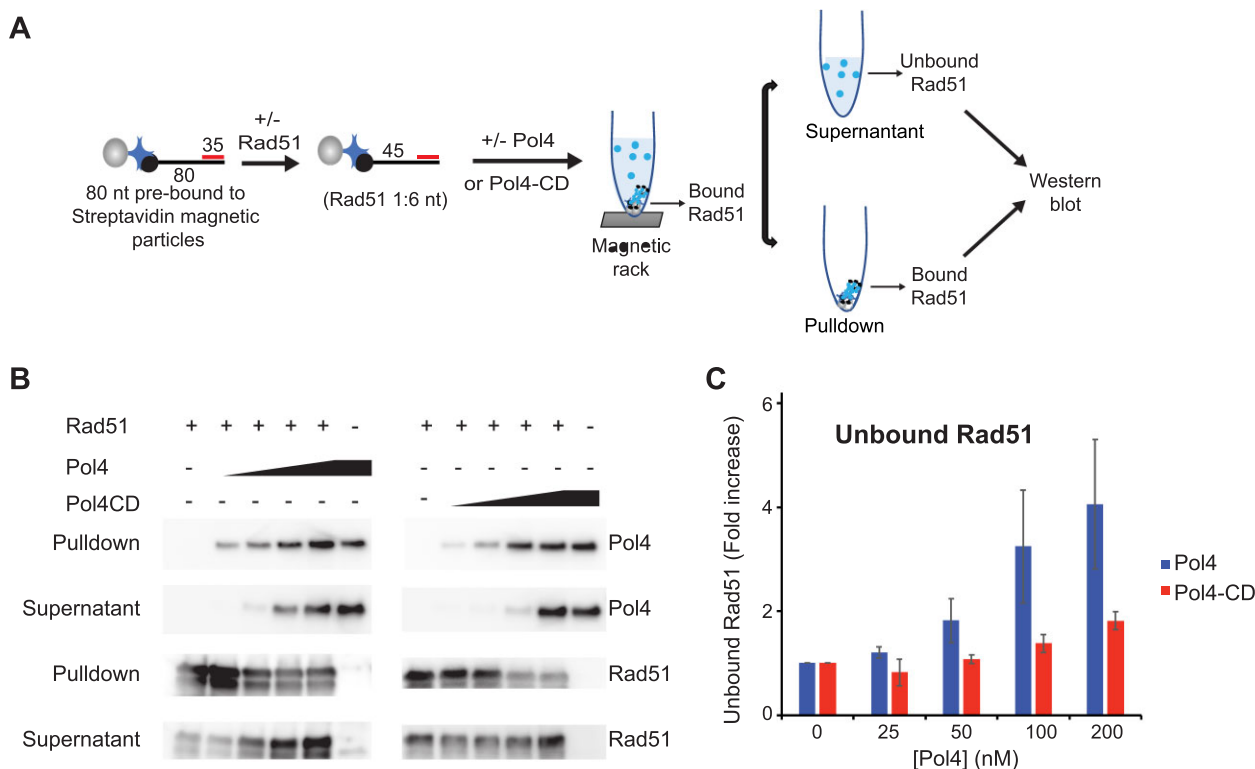 A
+/-
Rad51
35
80
80 nt pre-bound to
Streptavidin magnetic
particles
45
(Rad51 1:6 nt)
+/- Pol4
or Pol4-CD
Bound
Rad51
Magnetic
rack
Unbound
Rad51
Supernantant
Bound
Rad51
Pulldown
Western
blot
B
Rad51 + + + + + - + + + + + -
Pol4 - -
Pol4CD - - - - - - -
Pulldown Pol4
Supernatant Pol4
Pulldown Rad51
Supernatant Rad51
C
Unbound Rad51 (Fold increase)
6
4
2
0
Unbound Rad51
0 25 50 100 200
[Pol4] (nM)
Pol4
Pol4-CD